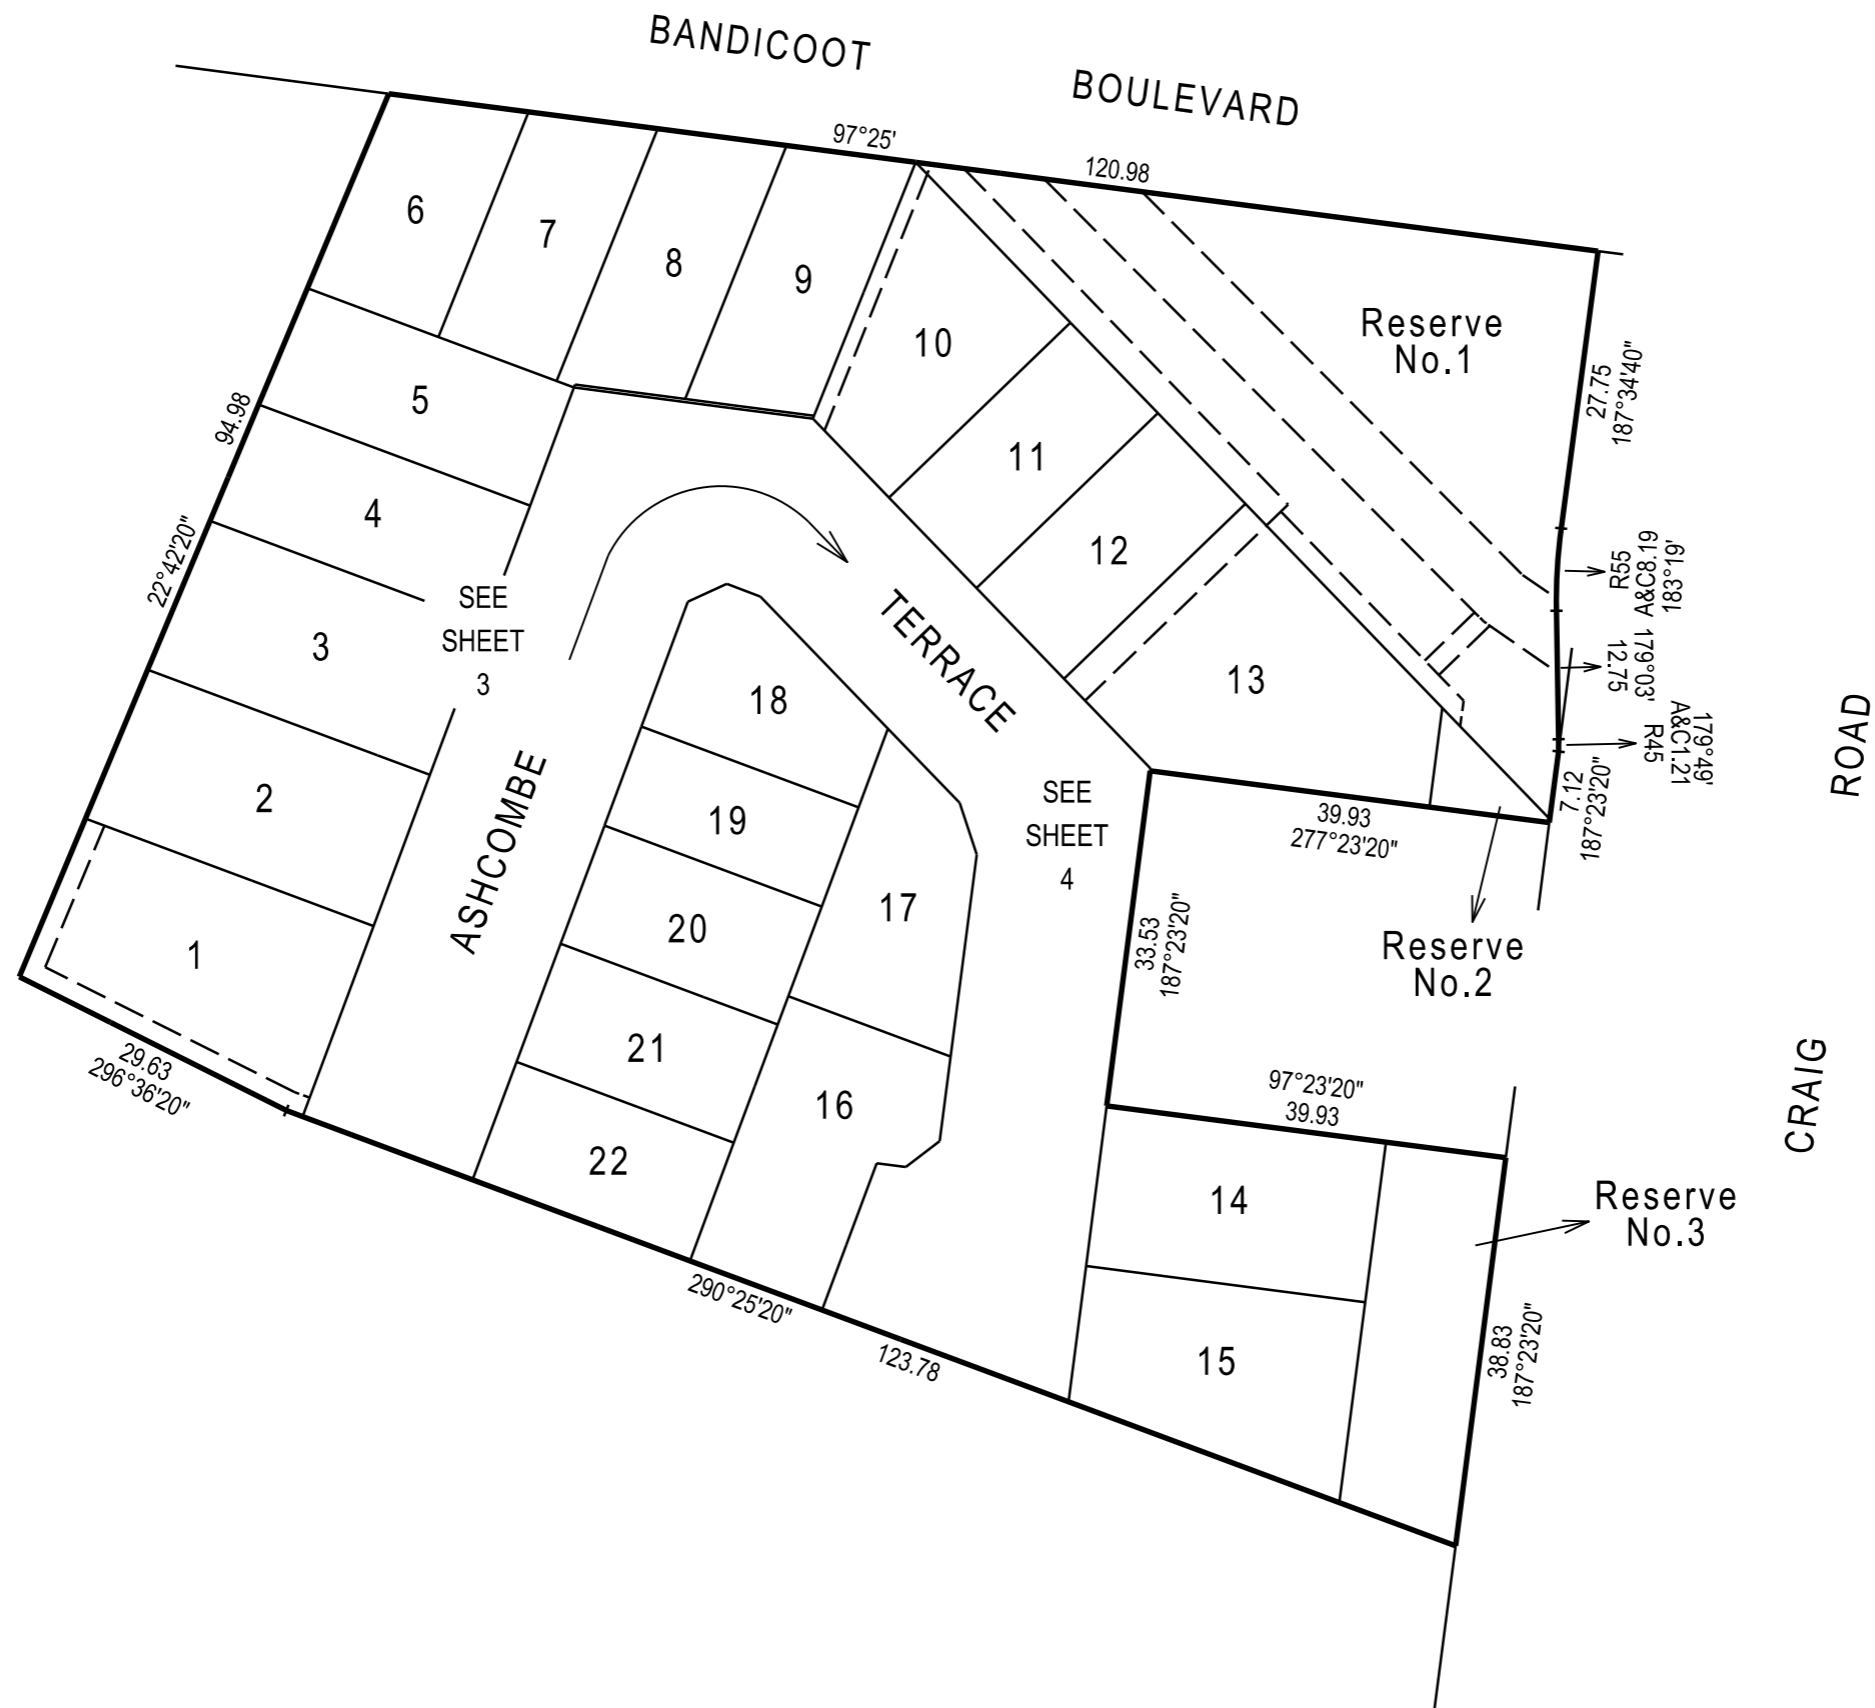 BANDICOOT
BOULEVARD
97°25'
120.98
6
7
8
9
10
Reserve
No.1
27.75
187°34'40"
5
94.98
4
11
12
22°42'20"
SEE
SHEET
3
3
TERRACE
R55
A&C8.19
183°19'
12.75
179°03'
R45
A&C1.21
179°49'
7.12
187°23'20"
ROAD
13
18
2
ASHCOMBE
19
SEE
SHEET
4
39.93
277°23'20"
1
20
17
33.53
187°23'20"
Reserve
No.2
29.63
296°36'20"
21
16
97°23'20"
39.93
CRAIG
22
14
Reserve
No.3
290°25'20"
123.78
15
38.83
187°23'20"